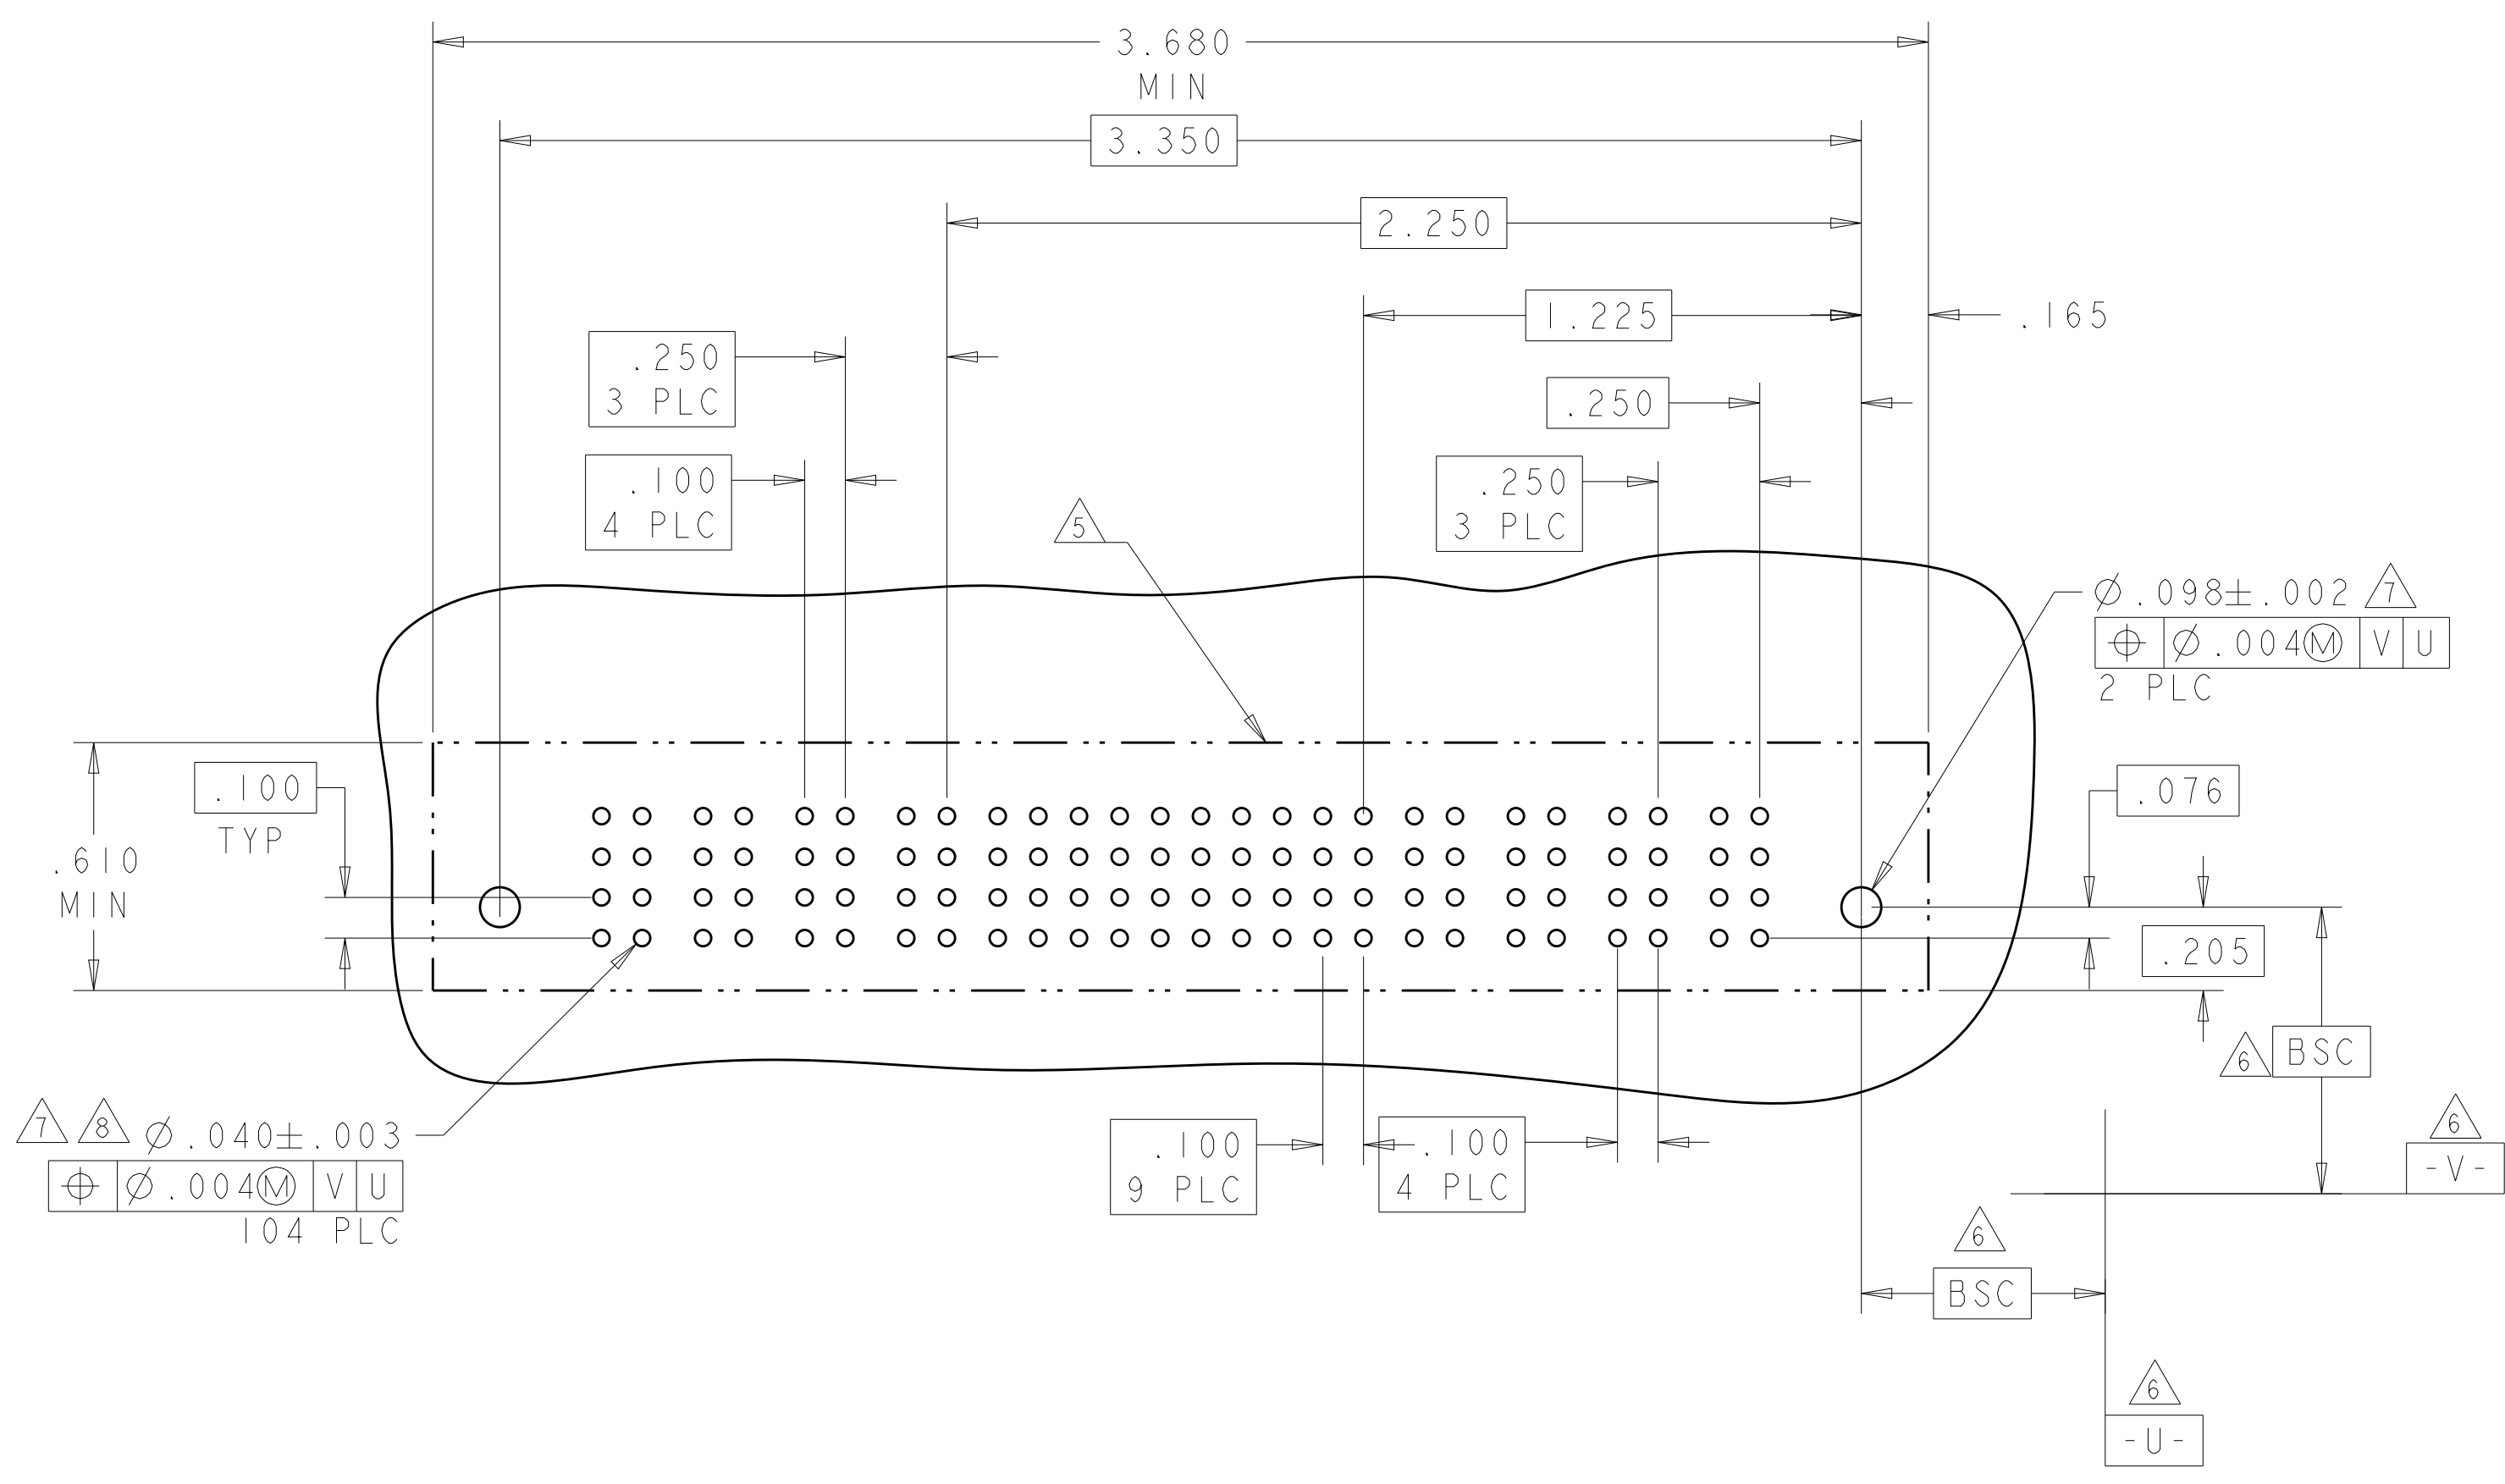 3.680
MIN
3.350
2.250
1.225
.165
.250
3 PLC
.250
.100
4 PLC
.250
3 PLC
5
Ø.098±.002 7
⌖ Ø.004Ⓜ V U
2 PLC
.100
TYP
.076
.610
MIN
.205
6 BSC
7 8 Ø.040±.003
⌖ Ø.004Ⓜ V U
104 PLC
.100
9 PLC
.100
4 PLC
6
-V-
6
BSC
6
-U-